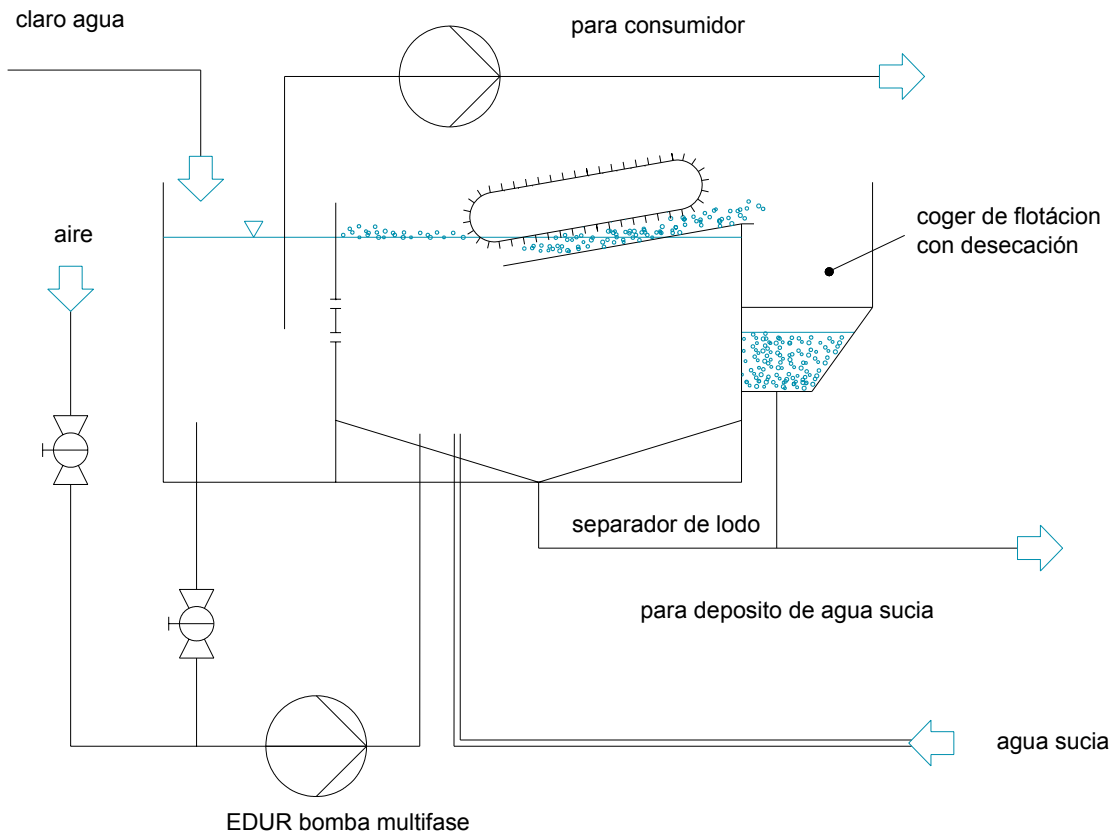 claro agua
para consumidor
aire
coger de flotácion
con desecación
separador de lodo
para deposito de agua sucia
agua sucia
EDUR bomba multifase